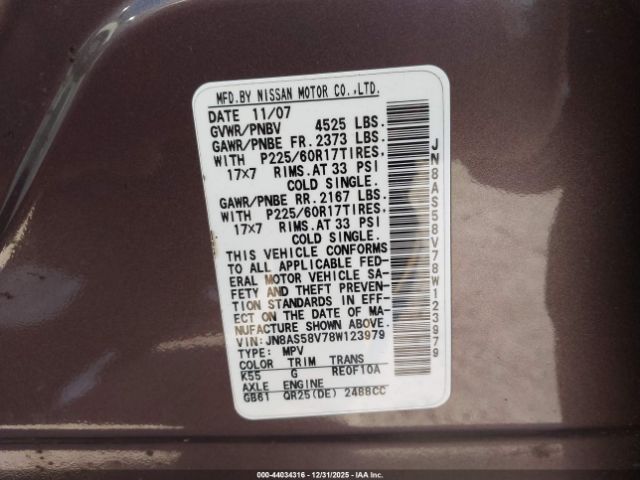 MFD.BY NISSAN MOTOR CO.,LTD.
DATE 11/07
GVWR/PNBV 4525 LBS.
GAWR/PNBE FR.2373 LBS.
WITH P225/60R17TIRES,
17x7 RIMS.AT 33 PSI
COLD SINGLE.
GAWR/PNBE RR.2167 LBS.
WITH P225/60R17TIRES,
17x7 RIMS.AT 33 PSI
COLD SINGLE.
THIS VEHICLE CONFORMS
TO ALL APPLICABLE FED-
ERAL MOTOR VEHICLE SA-
FETY AND THEFT PREVEN-
TION STANDARDS IN EFF-
ECT ON THE DATE OF MA-
NUFACTURE SHOWN ABOVE.
VIN: JN8AS58V78W123979
TYPE: MPV
COLOR TRIM TRANS
K55 G RE0F10A
AXLE ENGINE
GB61 QR25(DE) 2488CC
JN8AS58V78W123979
000-44034316 - 12/31/2025 - IAA, Inc.